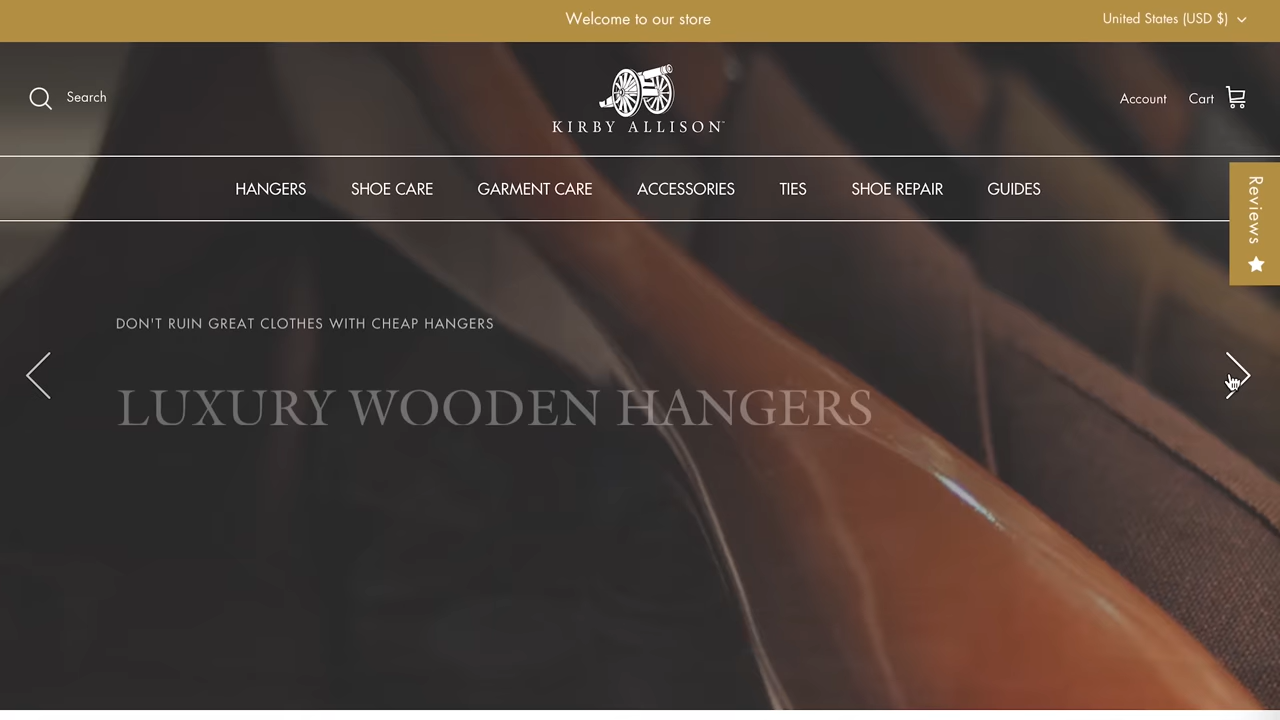 Welcome to our store
United States (USD $)
Search
KIRBY ALLISON™
Account
Cart
HANGERS
SHOE CARE
GARMENT CARE
ACCESSORIES
TIES
SHOE REPAIR
GUIDES
Reviews
DON'T RUIN GREAT CLOTHES WITH CHEAP HANGERS
LUXURY WOODEN HANGERS